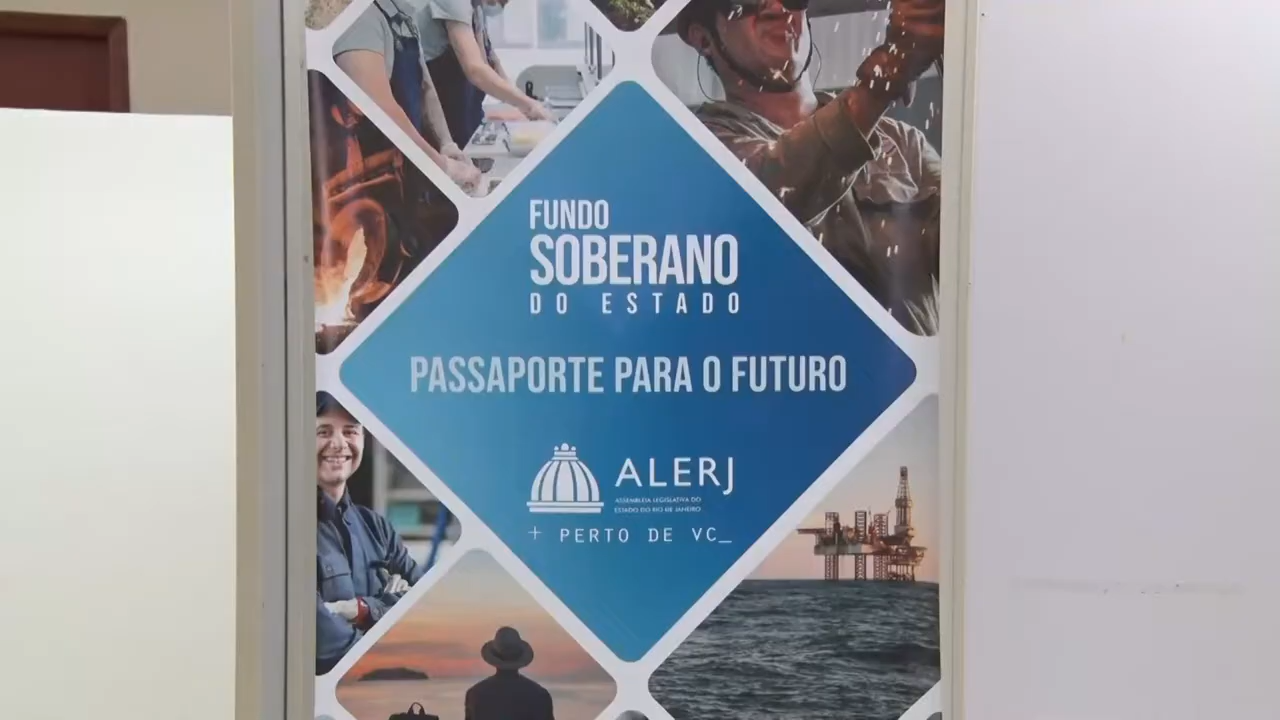 FUNDO
SOBERANO
DO ESTADO
PASSAPORTE PARA O FUTURO
ALERJ
ASSEMBLEIA LEGISLATIVA DO
ESTADO DO RIO DE JANEIRO
+ PERTO DE VC_